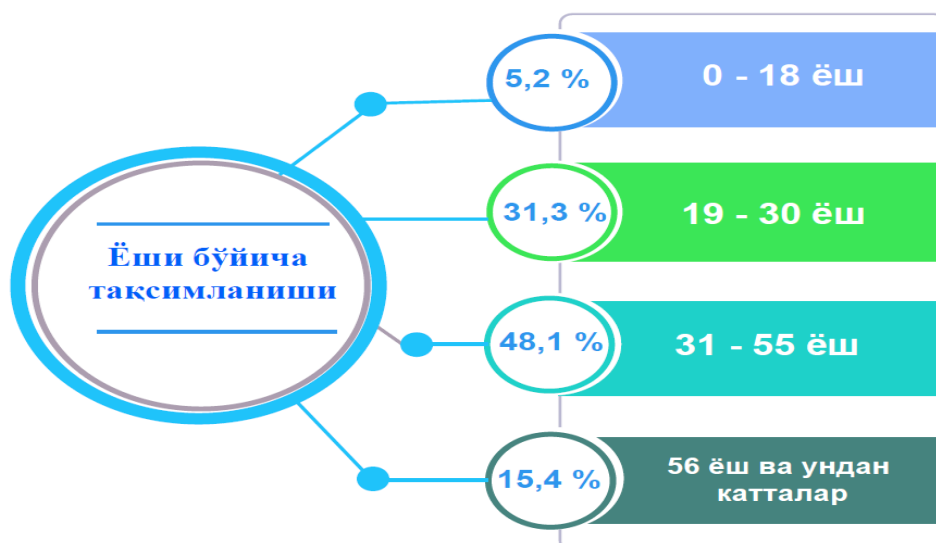 5,2 %
0 - 18 ёш
31,3 %
19 - 30 ёш
Ёши бўйича
тақсимланиши
48,1 %
31 - 55 ёш
15,4 %
56 ёш ва ундан
катталар